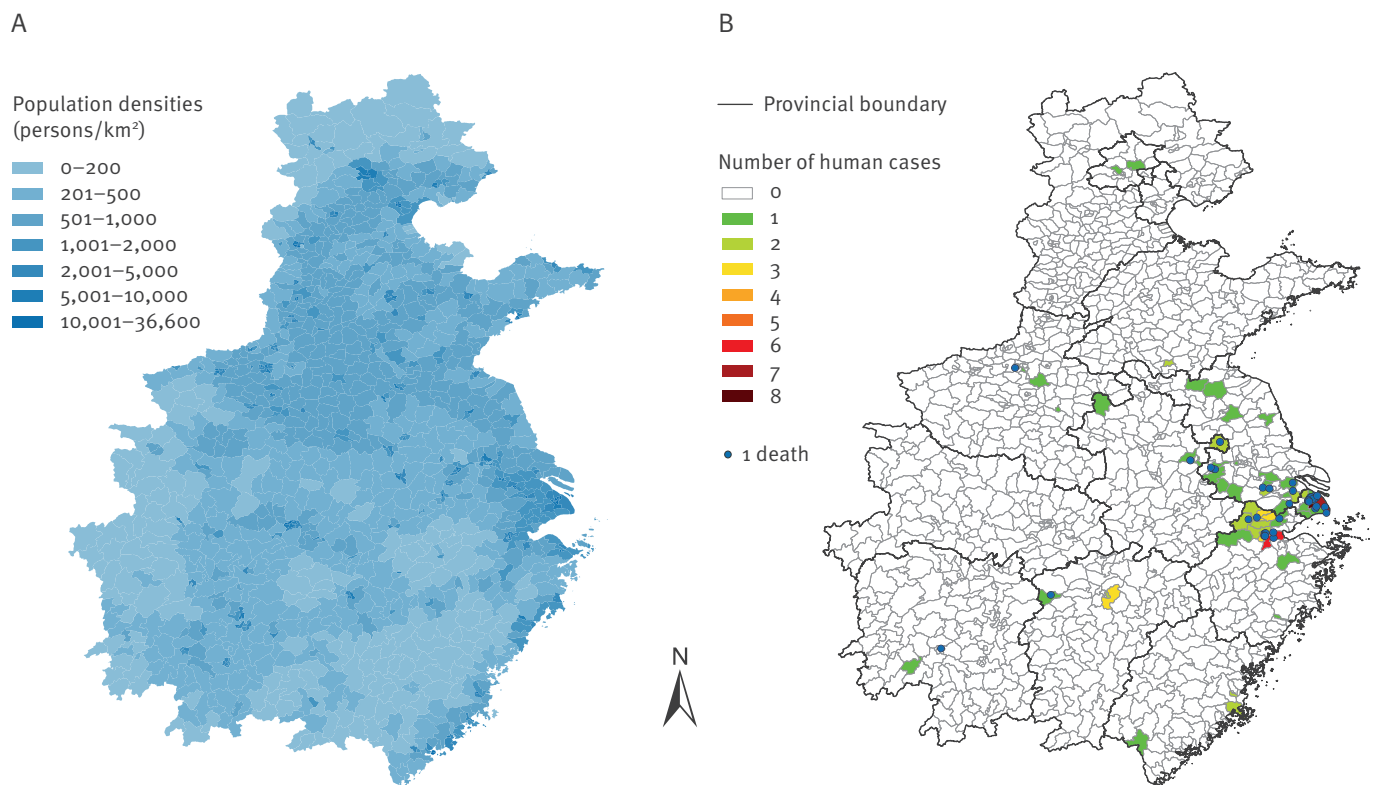 A
Population densities
(persons/km²)
0–200
201–500
501–1,000
1,001–2,000
2,001–5,000
5,001–10,000
10,001–36,600
N
B
Provincial boundary
Number of human cases
0
1
2
3
4
5
6
7
8
1 death